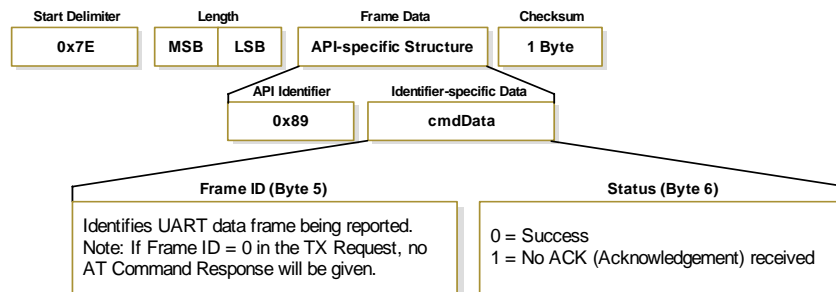 Start Delimiter Length Frame Data Checksum
0x7E MSB LSB API-specific Structure 1 Byte
API Identifier Identifier-specific Data
0x89 cmdData
Frame ID (Byte 5)
Identifies UART data frame being reported.
Note: If Frame ID = 0 in the TX Request, no
AT Command Response will be given.
Status (Byte 6)
0 = Success
1 = No ACK (Acknowledgement) received